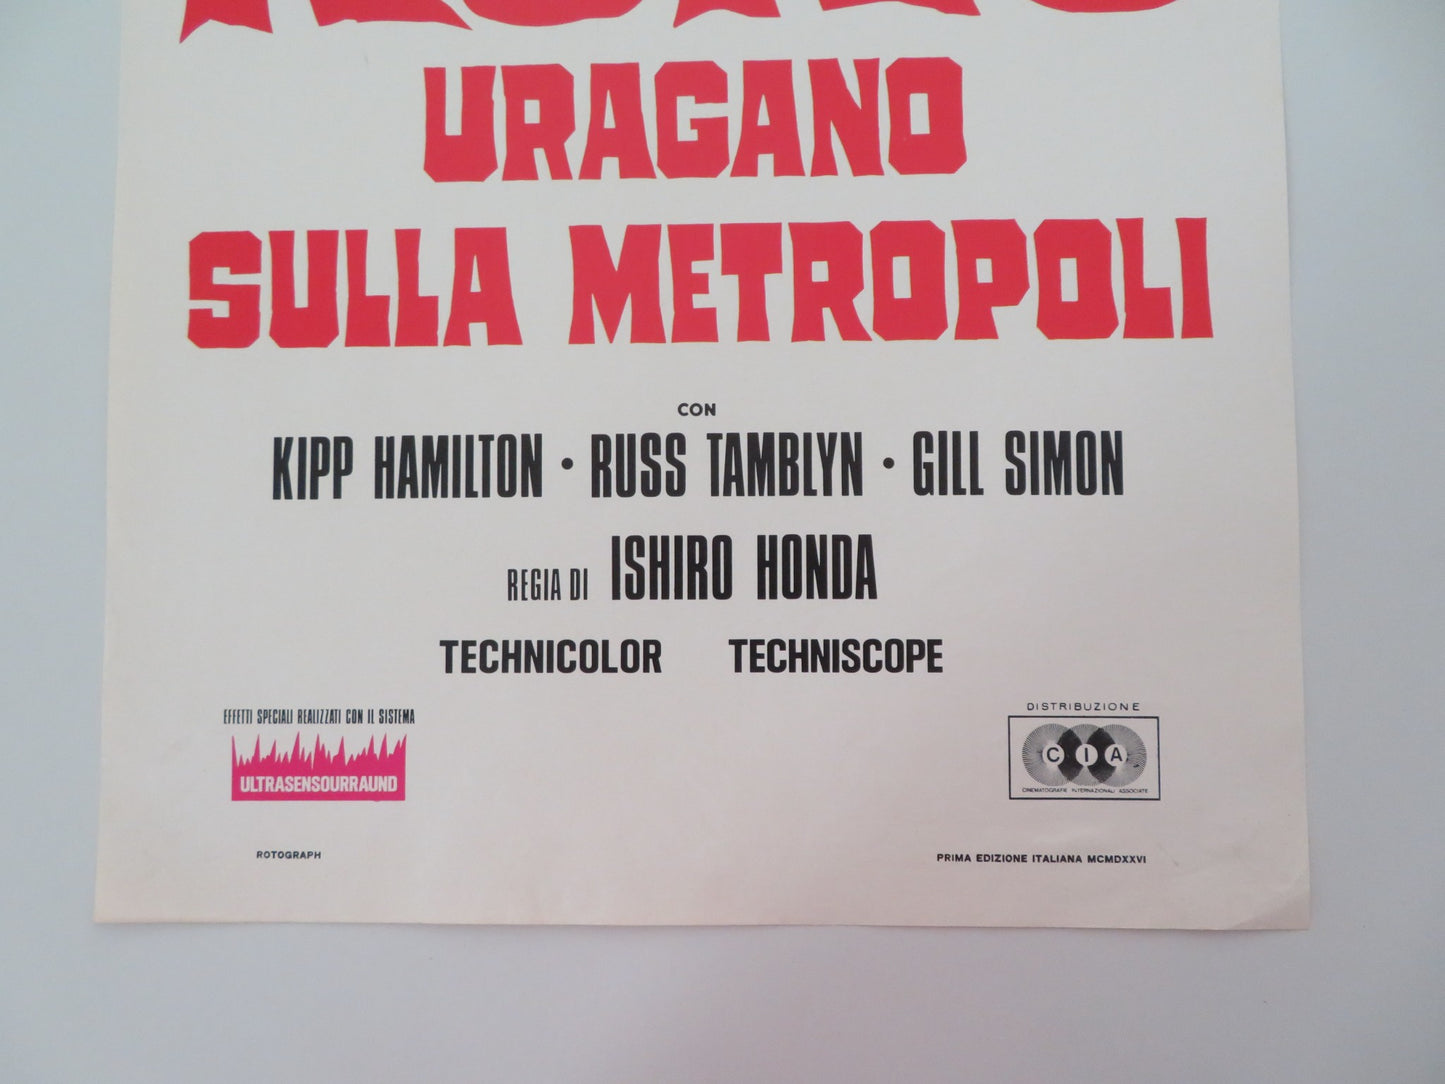 URAGANO
SULLA METROPOLI
CON
KIPP HAMILTON • RUSS TAMBLYN • GILL SIMON
REGIA DI ISHIRO HONDA
TECHNICOLOR TECHNISCOPE
EFFETTI SPECIALI REALIZZATI CON IL SISTEMA
ULTRASENSOURRAUND
DISTRIBUZIONE
CIA
CINEMATOGRAFIE INTERNAZIONALI ASSOCIATE
ROTOGRAPH
PRIMA EDIZIONE ITALIANA MCMDXXVI